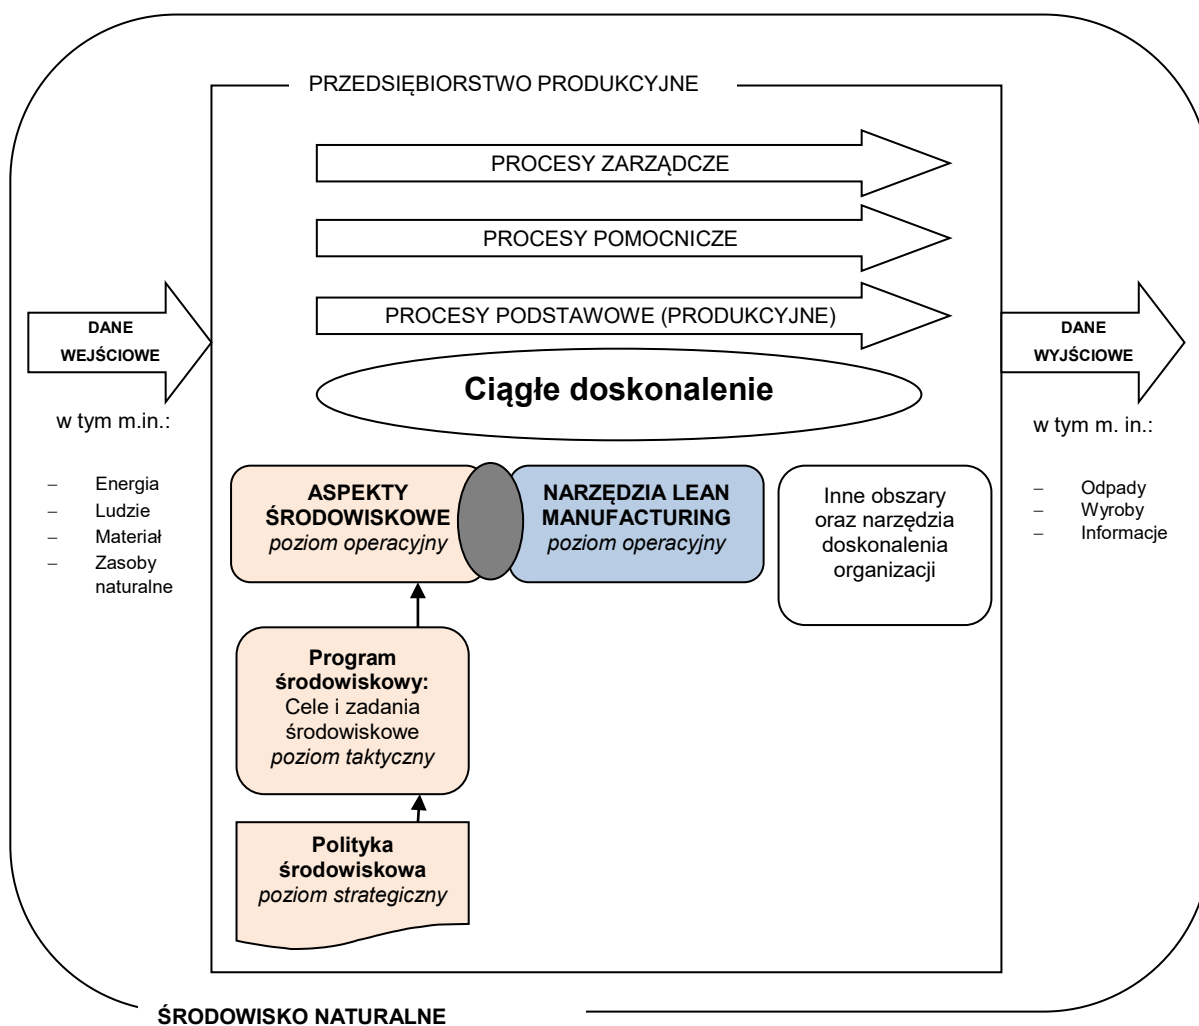 PRZEDSIĘBIORSTWO PRODUKCYJNE
PROCESY ZARZĄDCZE
PROCESY POMOCNICZE
PROCESY PODSTAWOWE (PRODUKCYJNE)
DANE
WEJŚCIOWE
w tym m.in.:
– Energia
– Ludzie
– Materiał
– Zasoby
naturalne
Ciągłe doskonalenie
ASPEKTY
ŚRODOWISKOWE
poziom operacyjny
NARZĘDZIA LEAN
MANUFACTURING
poziom operacyjny
Inne obszary
oraz narzędzia
doskonalenia
organizacji
Program
środowiskowy:
Cele i zadania
środowiskowe
poziom taktyczny
Polityka
środowiskowa
poziom strategiczny
DANE
WYJŚCIOWE
w tym m. in.:
– Odpady
– Wyroby
– Informacje
ŚRODOWISKO NATURALNE